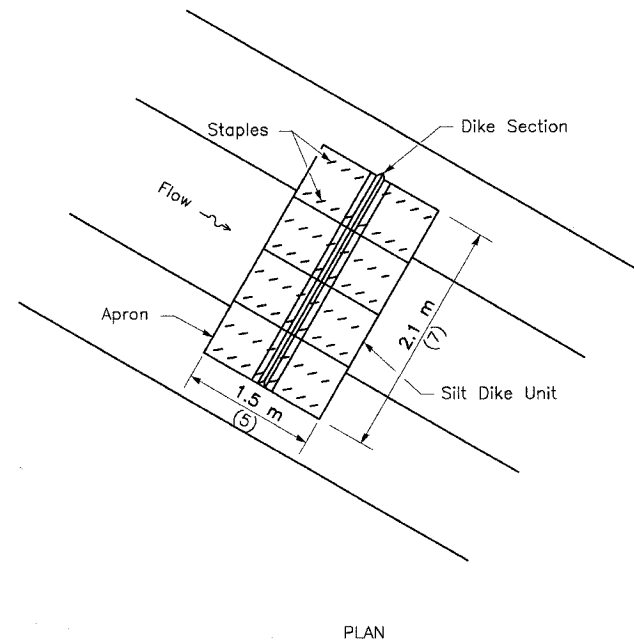 Dike Section
Staples
Flow
Apron
2.1 m
(7)
Silt Dike Unit
1.5 m
(5)
PLAN